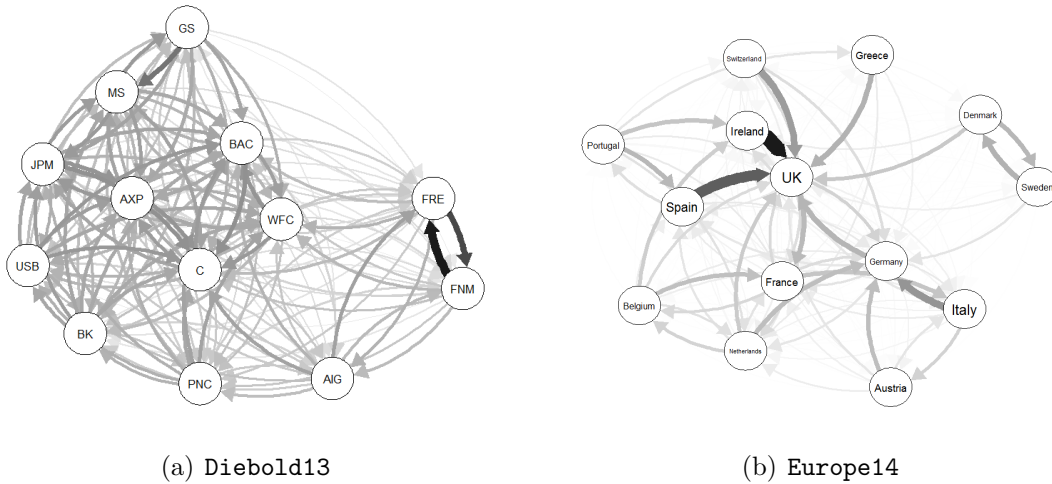 GS
MS
BAC
JPM
AXP
WFC
FRE
USB
C
FNM
BK
PNC
AIG
(a) Diebold13
Switzerland
Greece
Denmark
Ireland
Portugal
UK
Sweden
Spain
Germany
France
Belgium
Italy
Netherlands
Austria
(b) Europe14